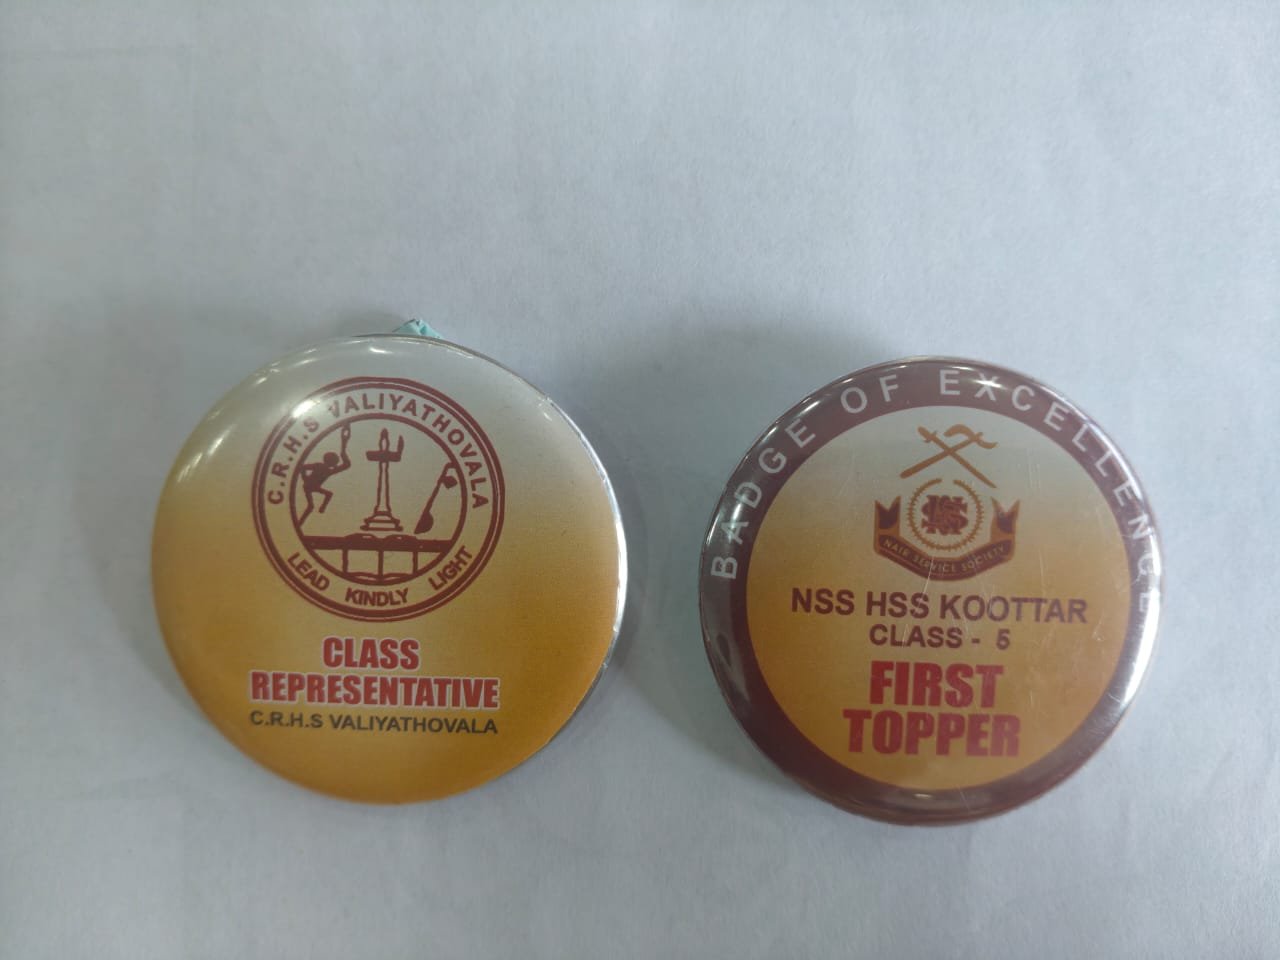 C.R.H.S VALIYATHOVALA
LEAD KINDLY LIGHT
CLASS
REPRESENTATIVE
C.R.H.S VALIYATHOVALA
BADGE OF EXCELLENCE
NSS
NAIR SERVICE SOCIETY
NSS HSS KOOTTAR
CLASS - 5
FIRST
TOPPER